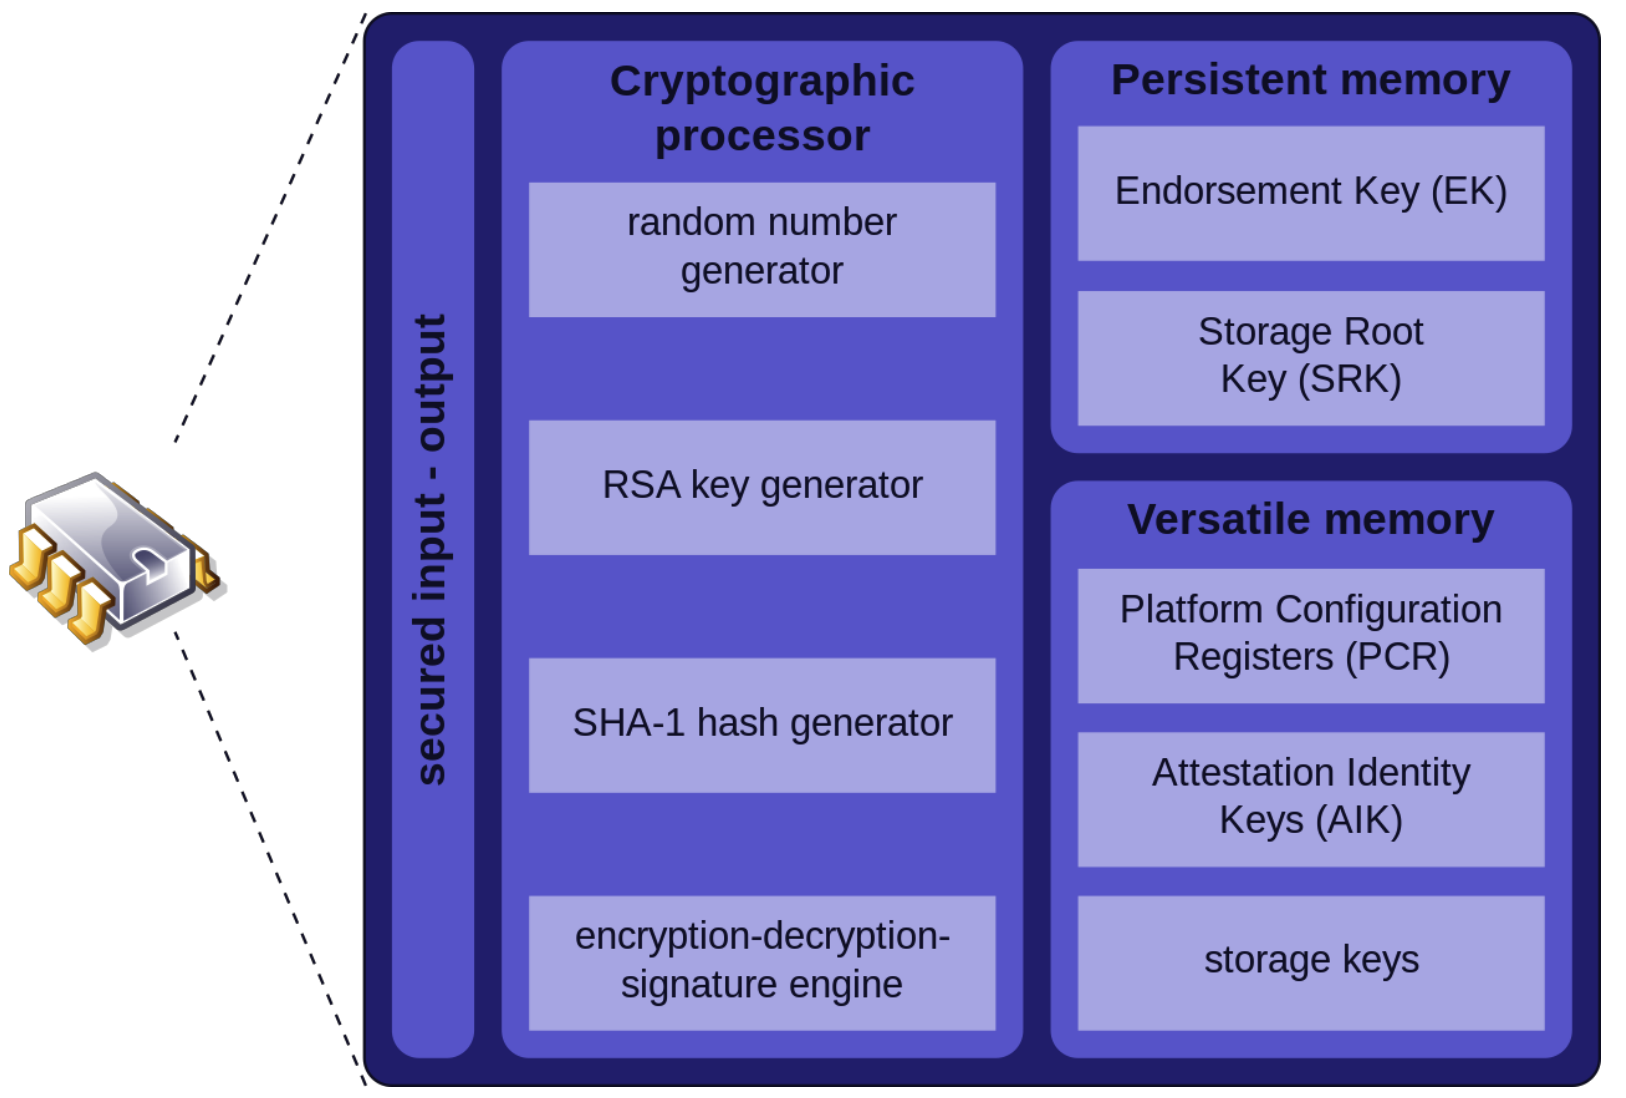 secured input - output
Cryptographic
processor
random number
generator
RSA key generator
SHA-1 hash generator
encryption-decryption-
signature engine
Persistent memory
Endorsement Key (EK)
Storage Root
Key (SRK)
Versatile memory
Platform Configuration
Registers (PCR)
Attestation Identity
Keys (AIK)
storage keys